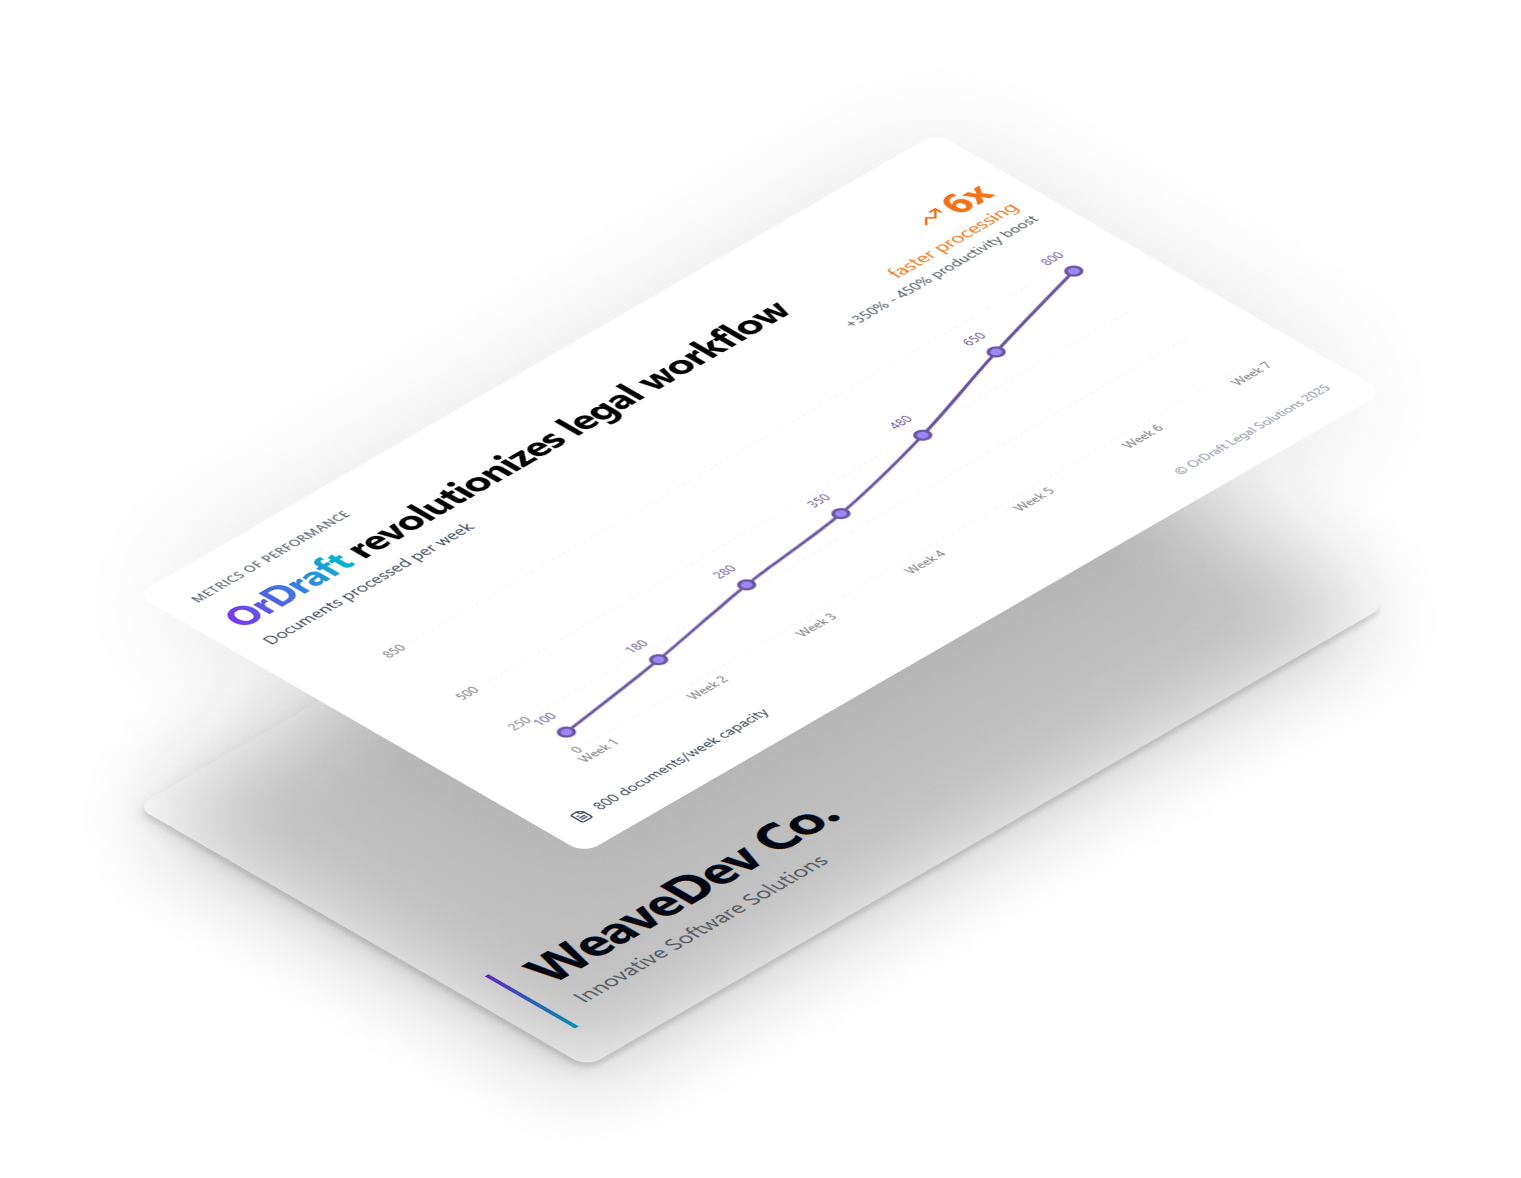 METRICS OF PERFORMANCE
OrDraft revolutionizes legal workflow
Documents processed per week
6x
faster processing
+350% - 450% productivity boost
850
500
250
0
100
180
280
350
480
650
800
Week 1
Week 2
Week 3
Week 4
Week 5
Week 6
Week 7
800 documents/week capacity
© OrDraft Legal Solutions 2025
WeaveDev Co.
Innovative Software Solutions